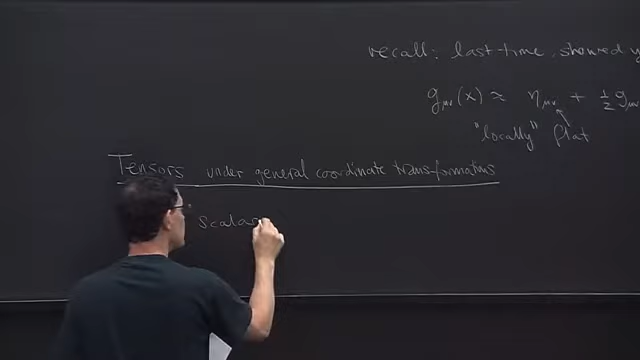 recall: last-time, showed
g_μν(x) ≈ η_μν + ½ g_μν
"locally" flat
Tensors under general coordinate transformations
scalar